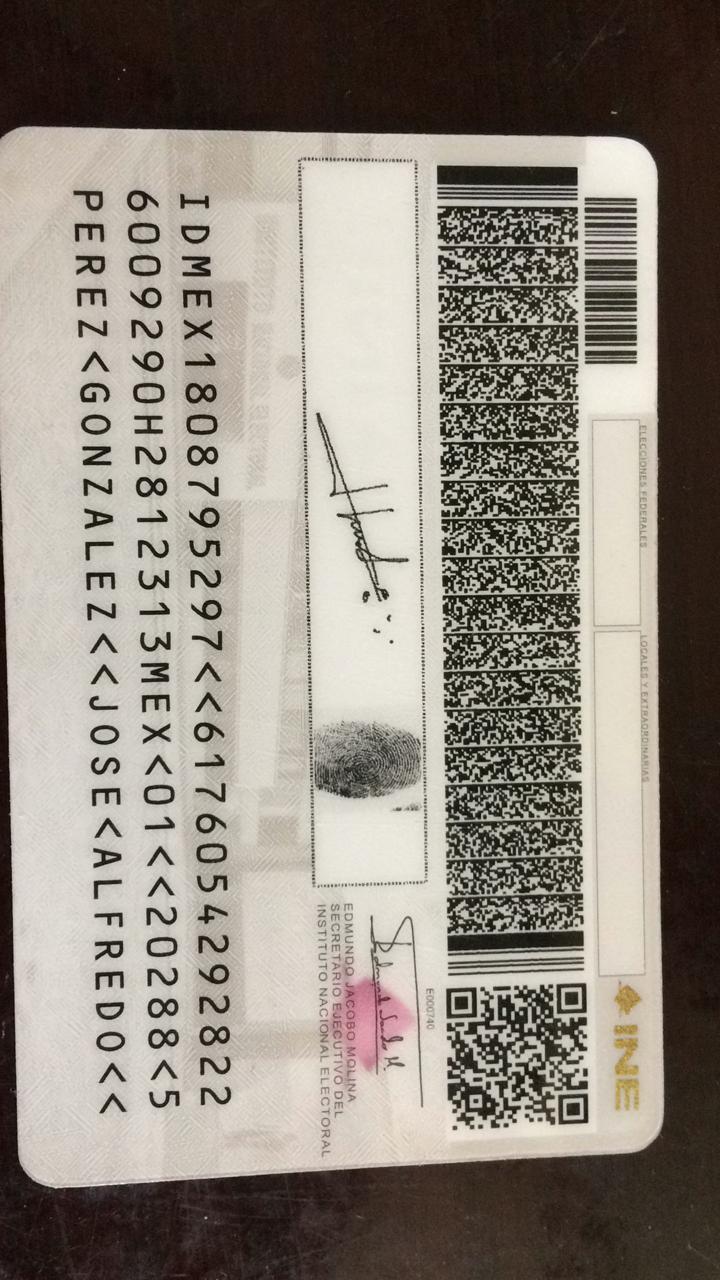 ELECCIONES FEDERALES
LOCALES Y EXTRAORDINARIAS
INE
E000740
EDMUNDO JACOBO MOLINA
SECRETARIO EJECUTIVO DEL
INSTITUTO NACIONAL ELECTORAL
IDMEX1808795297<<6176054292822
6009290H2812313MEX<01<<20288<5
PEREZ<GONZALEZ<<JOSE<ALFREDO<<